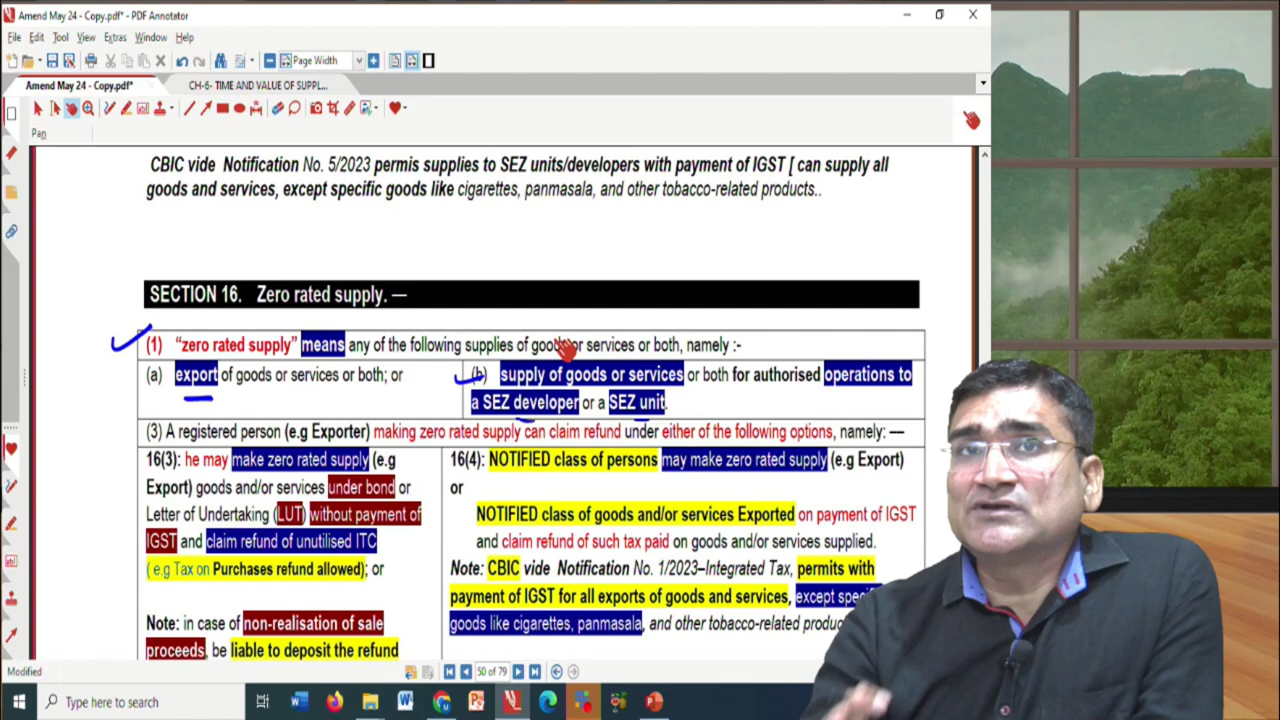 Amend May 24 - Copy.pdf* - PDF Annotator
File Edit Tool View Extras Window Help
Page Width
Amend May 24 - Copy.pdf* CH-6- TIME AND VALUE OF SUPPL...
Pan
CBIC vide Notification No. 5/2023 permis supplies to SEZ units/developers with payment of IGST [ can supply all
goods and services, except specific goods like cigarettes, panmasala, and other tobacco-related products..
SECTION 16. Zero rated supply. —
(1) “zero rated supply” means any of the following supplies of goods or services or both, namely :-
(a) export of goods or services or both; or
(b) supply of goods or services or both for authorised operations to
a SEZ developer or a SEZ unit.
(3) A registered person (e.g Exporter) making zero rated supply can claim refund under either of the following options, namely: —
16(3): he may make zero rated supply (e.g
Export) goods and/or services under bond or
Letter of Undertaking (LUT) without payment of
IGST and claim refund of unutilised ITC
( e.g Tax on Purchases refund allowed); or
Note: in case of non-realisation of sale
proceeds, be liable to deposit the refund
16(4): NOTIFIED class of persons may make zero rated supply (e.g Export)
or
NOTIFIED class of goods and/or services Exported on payment of IGST
and claim refund of such tax paid on goods and/or services supplied.
Note: CBIC vide Notification No. 1/2023–Integrated Tax, permits with
payment of IGST for all exports of goods and services, except
goods like cigarettes, panmasala, and other tobacco-related
Modified 50 of 79
Type here to search